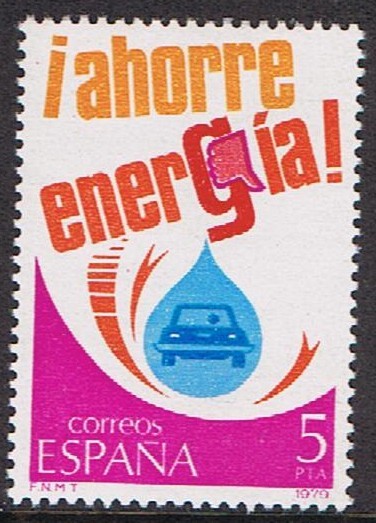 ¡ahorre
energía!
correos
ESPAÑA
5
PTA
F.N.M.T
1979